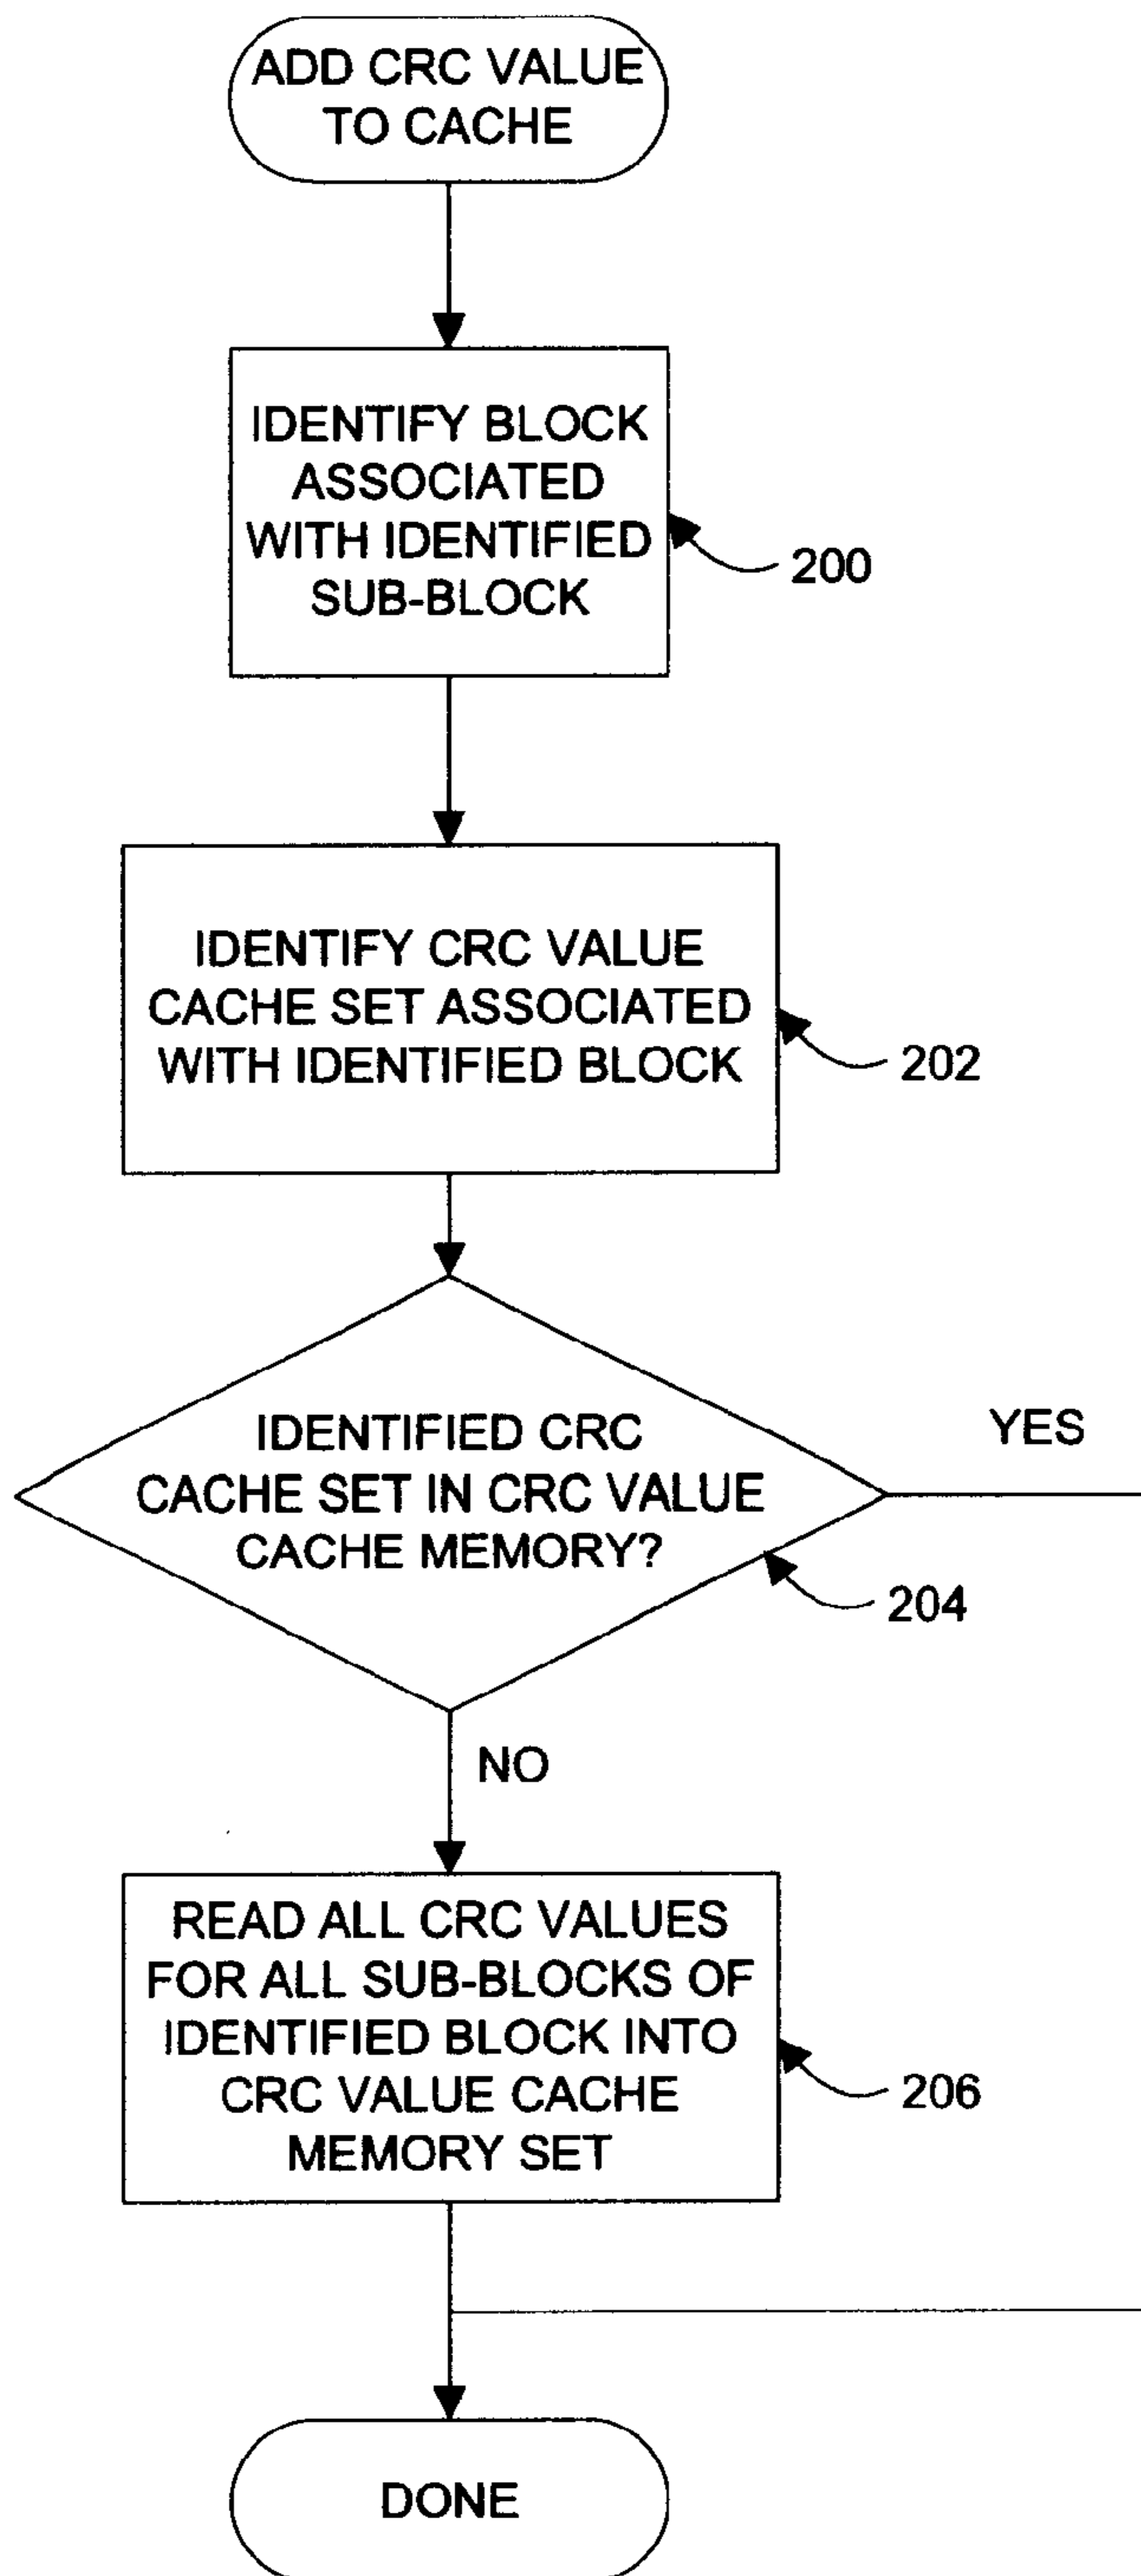 ADD CRC VALUE
TO CACHE
IDENTIFY BLOCK
ASSOCIATED
WITH IDENTIFIED
SUB-BLOCK
200
IDENTIFY CRC VALUE
CACHE SET ASSOCIATED
WITH IDENTIFIED BLOCK
202
IDENTIFIED CRC
CACHE SET IN CRC VALUE
CACHE MEMORY?
YES
204
NO
READ ALL CRC VALUES
FOR ALL SUB-BLOCKS OF
IDENTIFIED BLOCK INTO
CRC VALUE CACHE
MEMORY SET
206
DONE